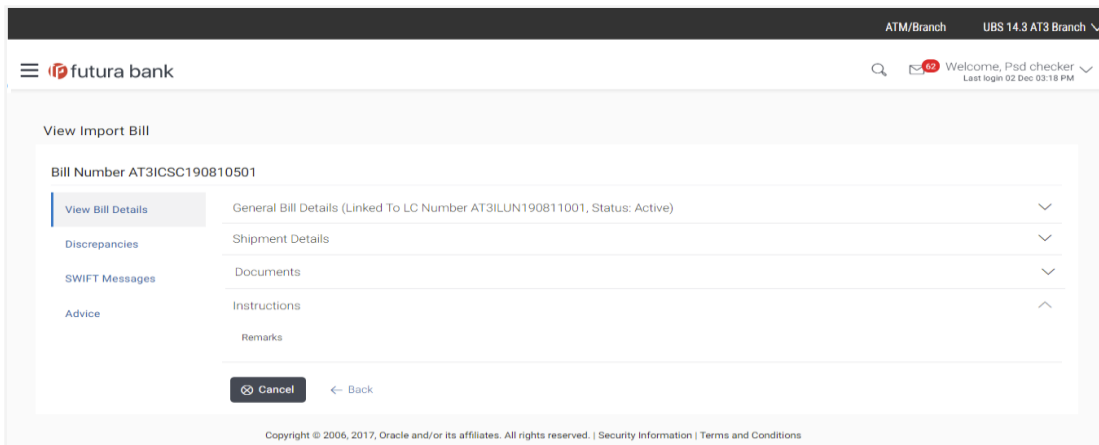 ATM/Branch UBS 14.3 AT3 Branch
futura bank
62 Welcome, Psd checker
Last login 02 Dec 03:18 PM
View Import Bill
Bill Number AT3ICSC190810501
View Bill Details
General Bill Details (Linked To LC Number AT3ILUN190811001, Status: Active)
Discrepancies
Shipment Details
SWIFT Messages
Documents
Advice
Instructions
Remarks
Cancel Back
Copyright © 2006, 2017, Oracle and/or its affiliates. All rights reserved. | Security Information | Terms and Conditions